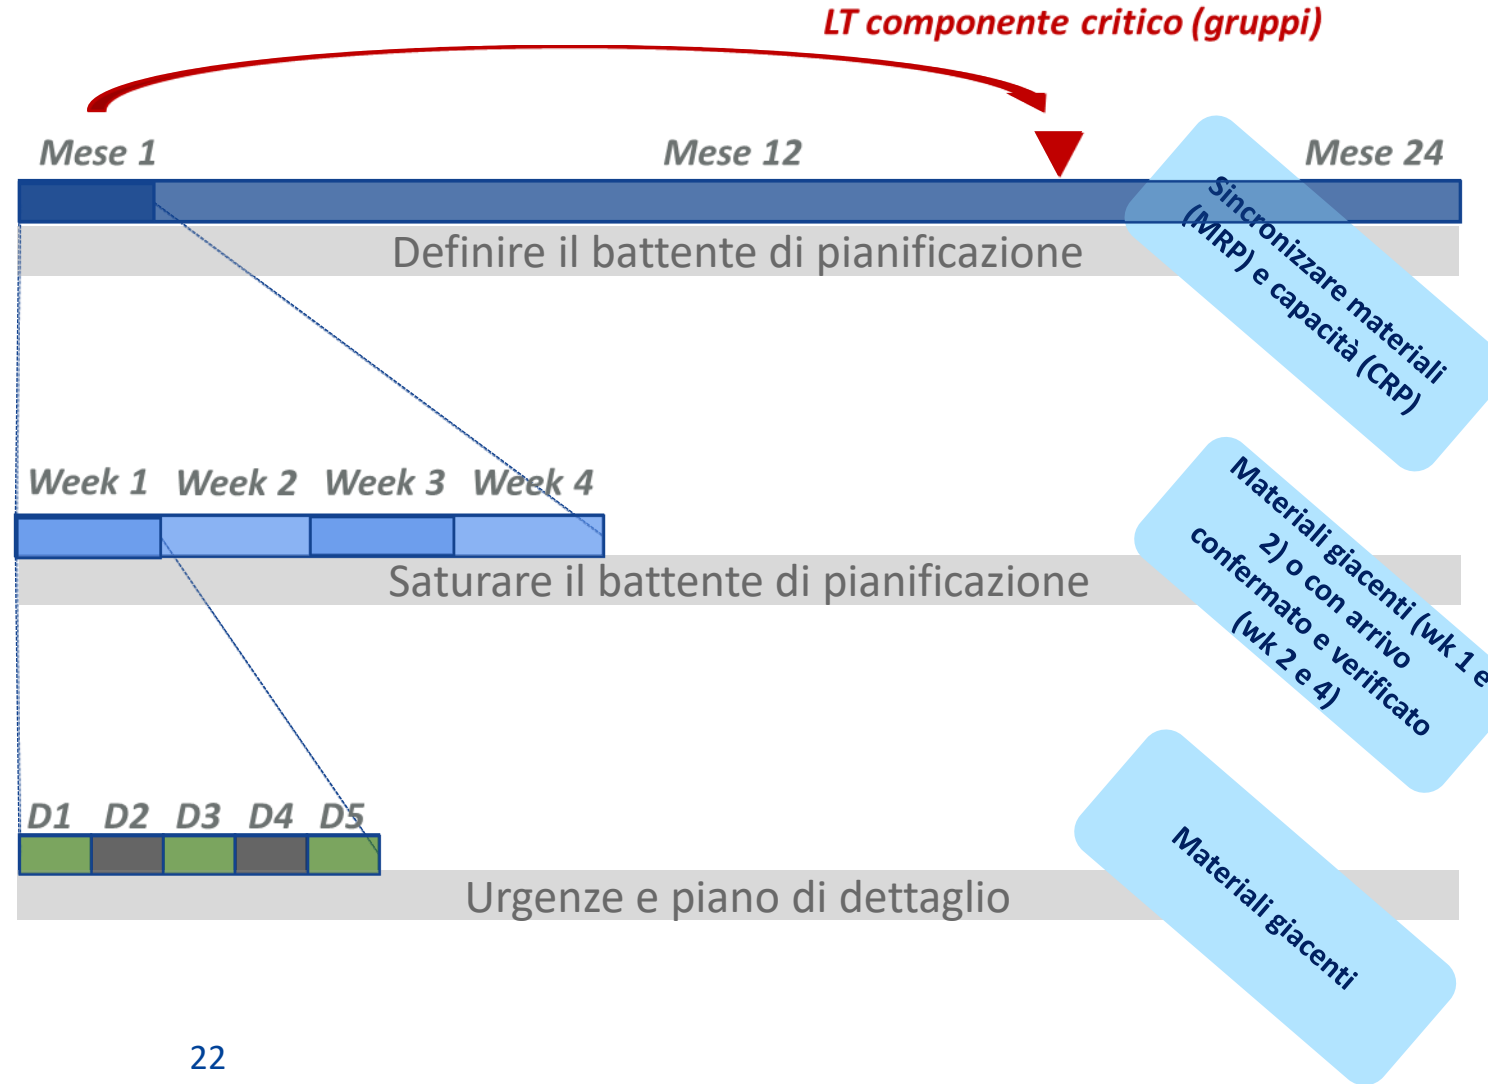 LT componente critico (gruppi)
Mese 1
Mese 12
Mese 24
Definire il battente di pianificazione
Sincronizzare materiali
(MRP) e capacità (CRP)
Week 1
Week 2
Week 3
Week 4
Saturare il battente di pianificazione
Materiali giacenti (wk 1 e
2) o con arrivo
confermato e verificato
(wk 2 e 4)
D1
D2
D3
D4
D5
Urgenze e piano di dettaglio
Materiali giacenti
22